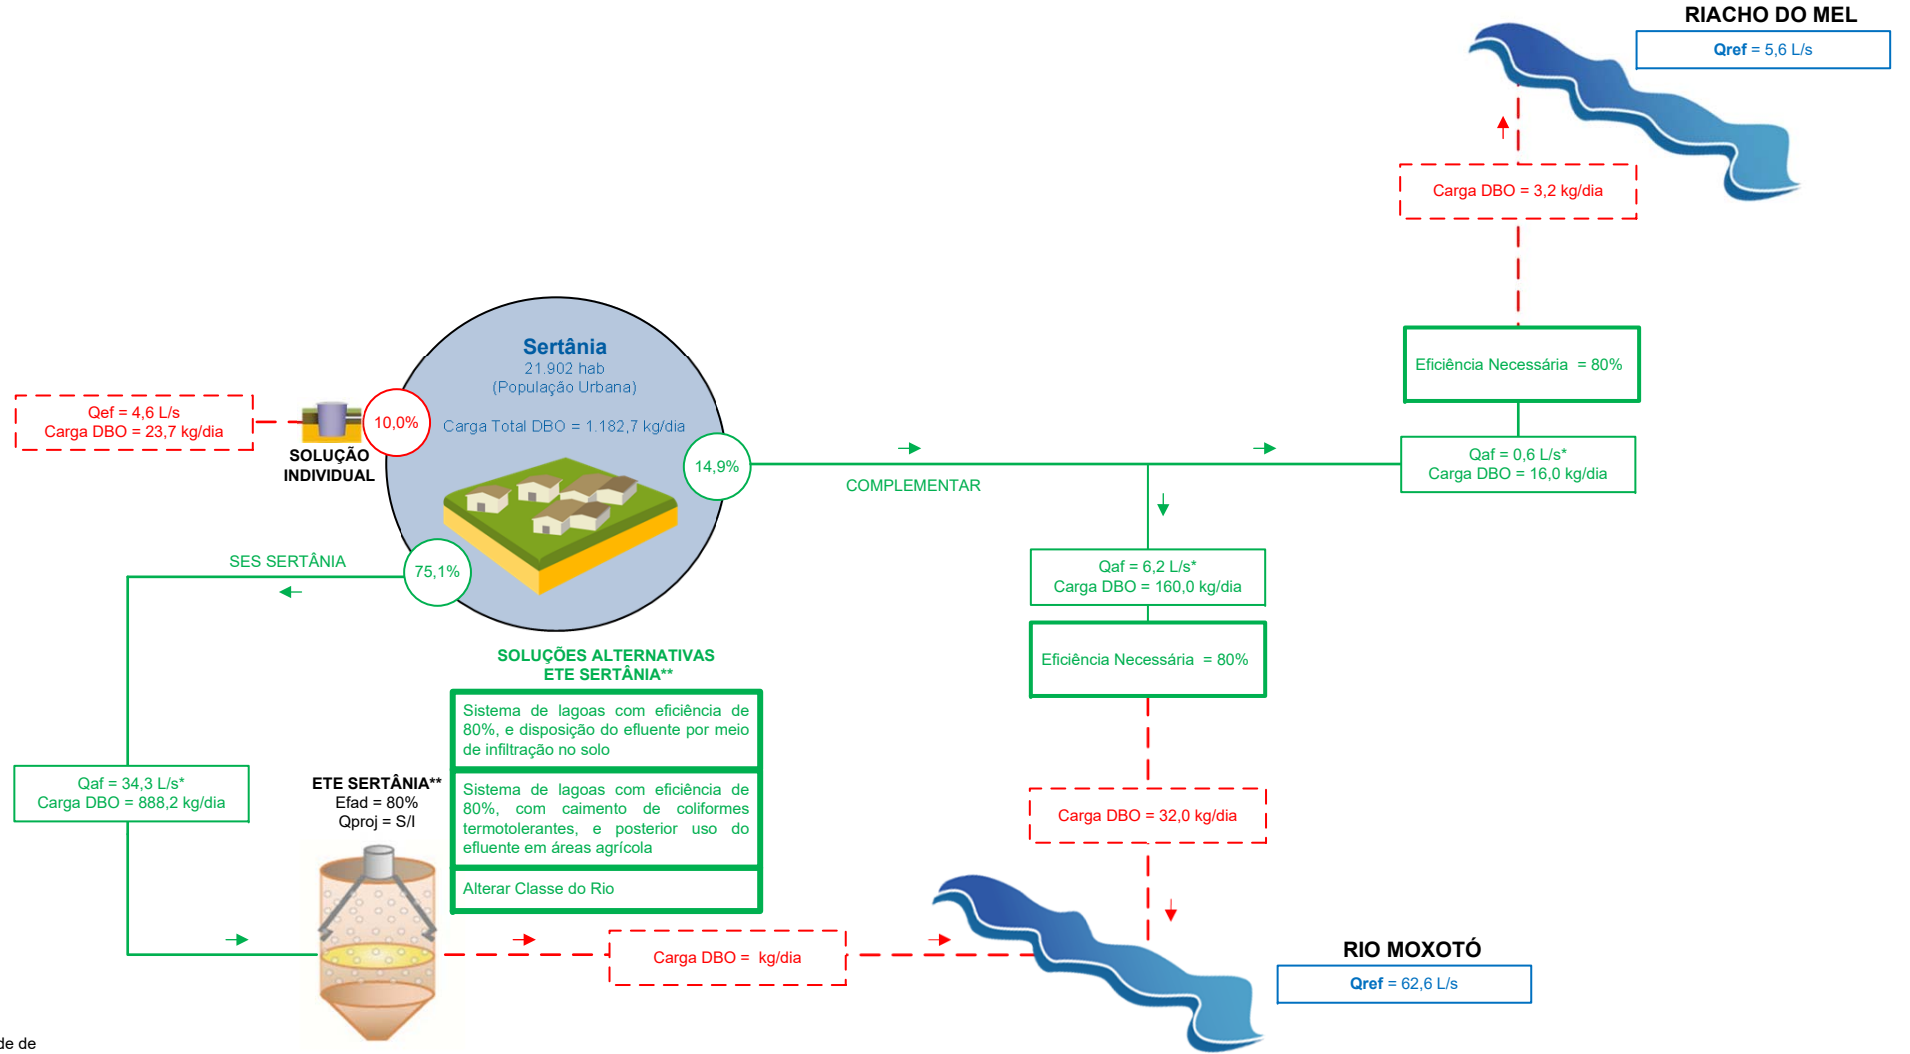 RIACHO DO MEL
Qref = 5,6 L/s
Carga DBO = 3,2 kg/dia
Eficiência Necessária = 80%
Qaf = 0,6 L/s*
Carga DBO = 16,0 kg/dia
Sertânia
21.902 hab
(População Urbana)
Carga Total DBO = 1.182,7 kg/dia
10,0%
14,9%
75,1%
Qef = 4,6 L/s
Carga DBO = 23,7 kg/dia
SOLUÇÃO
INDIVIDUAL
COMPLEMENTAR
SES SERTÂNIA
Qaf = 6,2 L/s*
Carga DBO = 160,0 kg/dia
Eficiência Necessária = 80%
Carga DBO = 32,0 kg/dia
SOLUÇÕES ALTERNATIVAS
ETE SERTÂNIA**
Sistema de lagoas com eficiência de
80%, e disposição do efluente por meio
de infiltração no solo
Sistema de lagoas com eficiência de
80%, com caimento de coliformes
termotolerantes, e posterior uso do
efluente em áreas agrícola
Alterar Classe do Rio
Qaf = 34,3 L/s*
Carga DBO = 888,2 kg/dia
ETE SERTÂNIA**
Efad = 80%
Qproj = S/I
Carga DBO = kg/dia
RIO MOXOTÓ
Qref = 62,6 L/s
de de